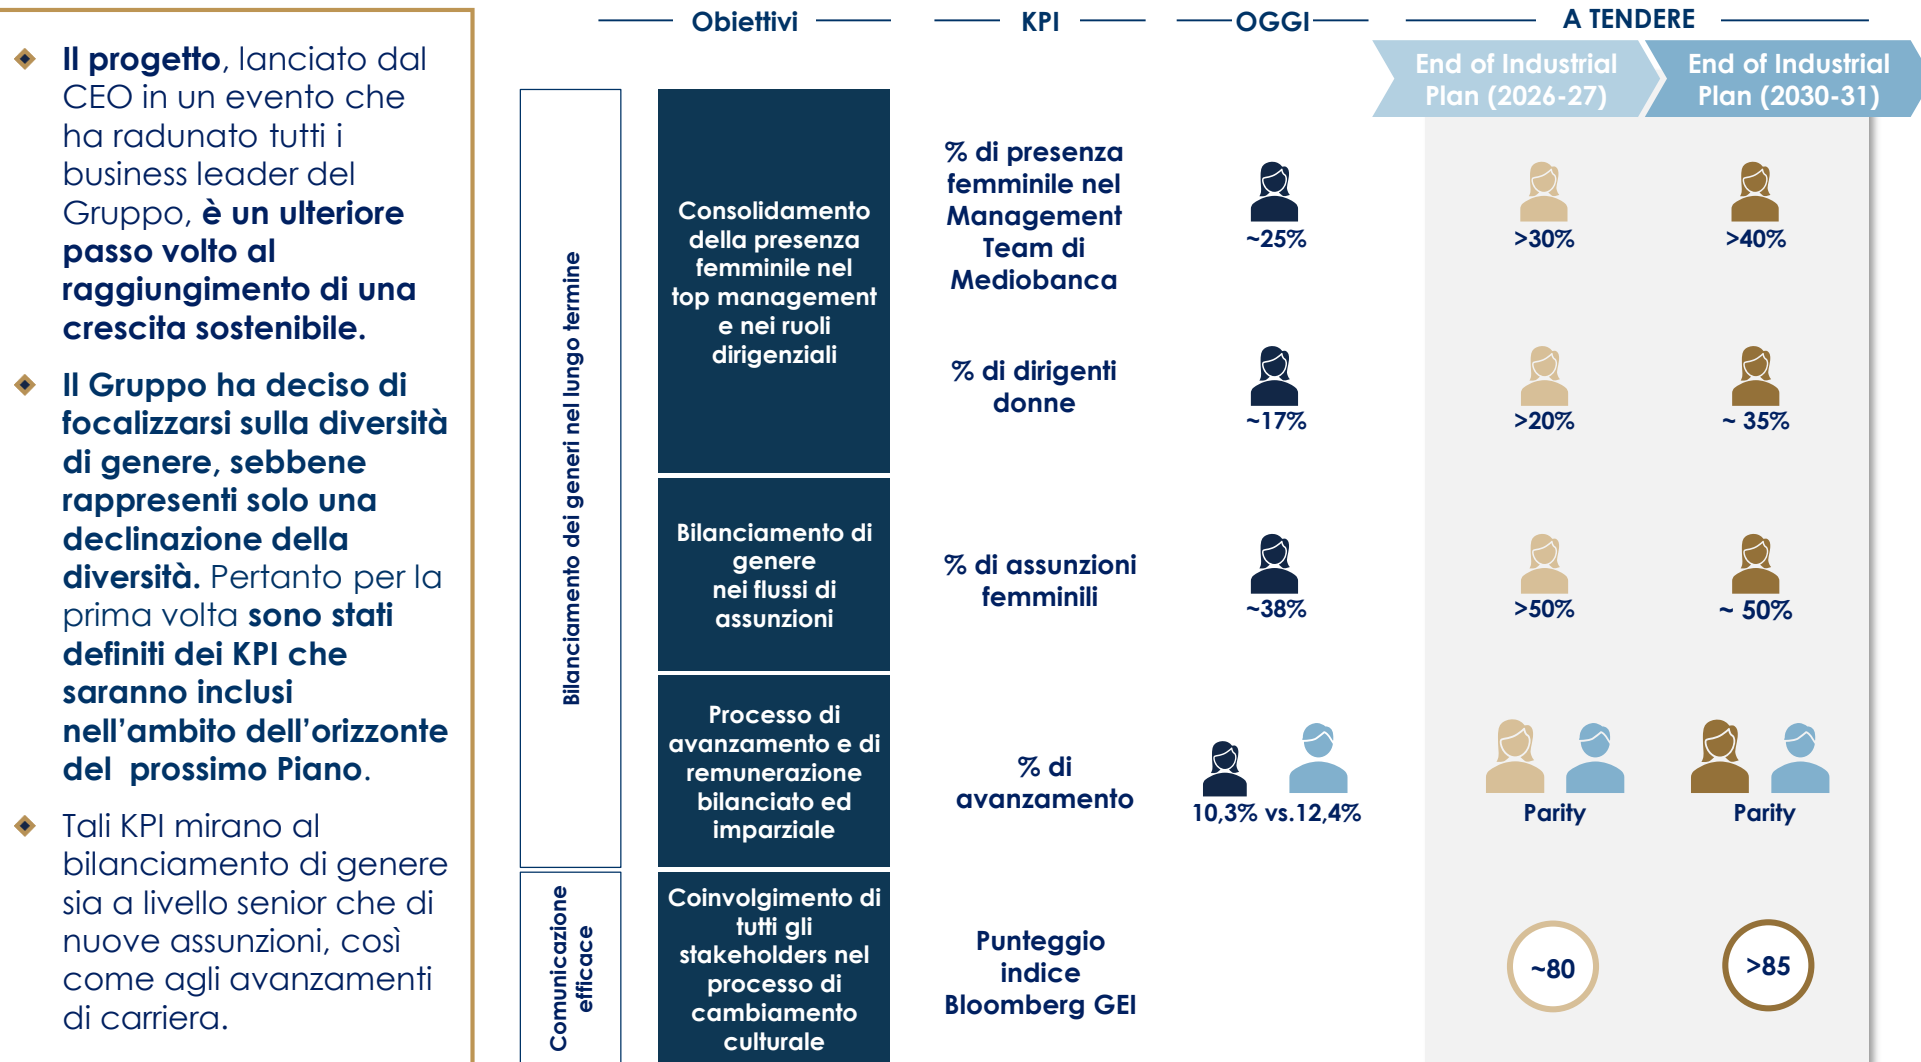 Il progetto, lanciato dal
CEO in un evento che
ha radunato tutti i
business leader del
Gruppo, è un ulteriore
passo volto al
raggiungimento di una
crescita sostenibile.
Il Gruppo ha deciso di
focalizzarsi sulla diversità
di genere, sebbene
rappresenti solo una
declinazione della
diversità. Pertanto per la
prima volta sono stati
definiti dei KPI che
saranno inclusi
nell'ambito dell'orizzonte
del prossimo Piano.
Tali KPI mirano al
bilanciamento di genere
sia a livello senior che di
nuove assunzioni, così
come agli avanzamenti
di carriera.
Obiettivi
KPI
OGGI
A TENDERE
End of Industrial
Plan (2026-27)
End of Industrial
Plan (2030-31)
Bilanciamento dei generi nel lungo termine
Consolidamento
della presenza
femminile nel
top management
e nei ruoli
dirigenziali
% di presenza
femminile nel
Management
Team di
Mediobanca
~25%
>30%
>40%
% di dirigenti
donne
~17%
>20%
~ 35%
Bilanciamento di
genere
nei flussi di
assunzioni
% di assunzioni
femminili
~38%
>50%
~ 50%
Processo di
avanzamento e di
remunerazione
bilanciato ed
imparziale
% di
avanzamento
10,3% vs.12,4%
Parity
Parity
Comunicazione
efficace
Coinvolgimento di
tutti gli
stakeholders nel
processo di
cambiamento
culturale
Punteggio
indice
Bloomberg GEI
~80
>85